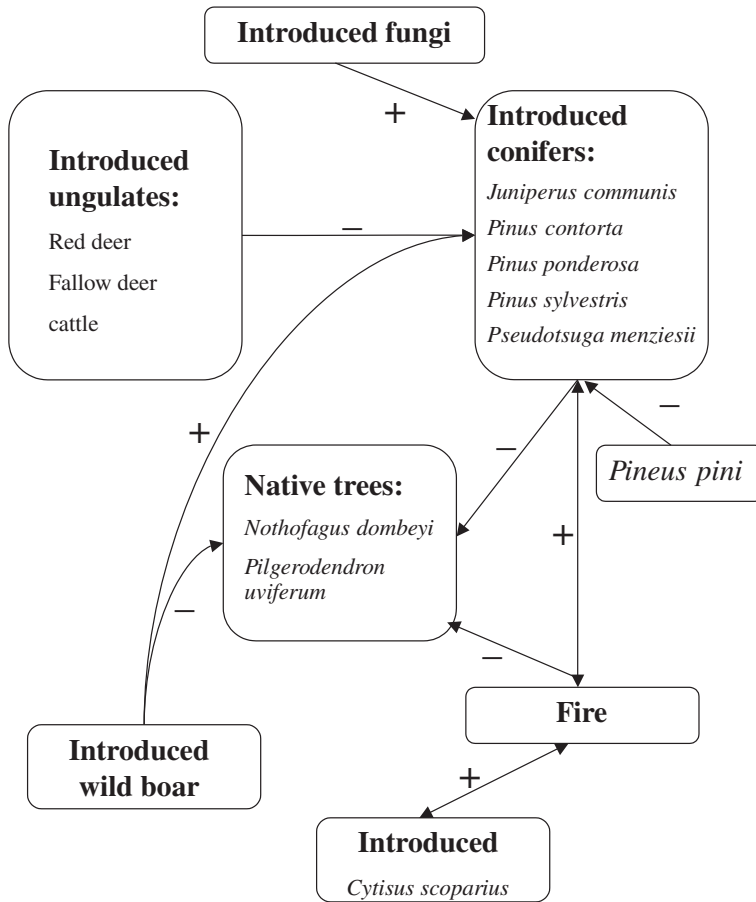 Introduced fungi
+
Introduced
conifers:
Juniperus communis
Pinus contorta
Pinus ponderosa
Pinus sylvestris
Pseudotsuga menziesii
Introduced
ungulates:
Red deer
Fallow deer
cattle
−
+
−
−
Pineus pini
Native trees:
Nothofagus dombeyi
Pilgerodendron
uviferum
+
−
−
Fire
Introduced
wild boar
+
Introduced
Cytisus scoparius